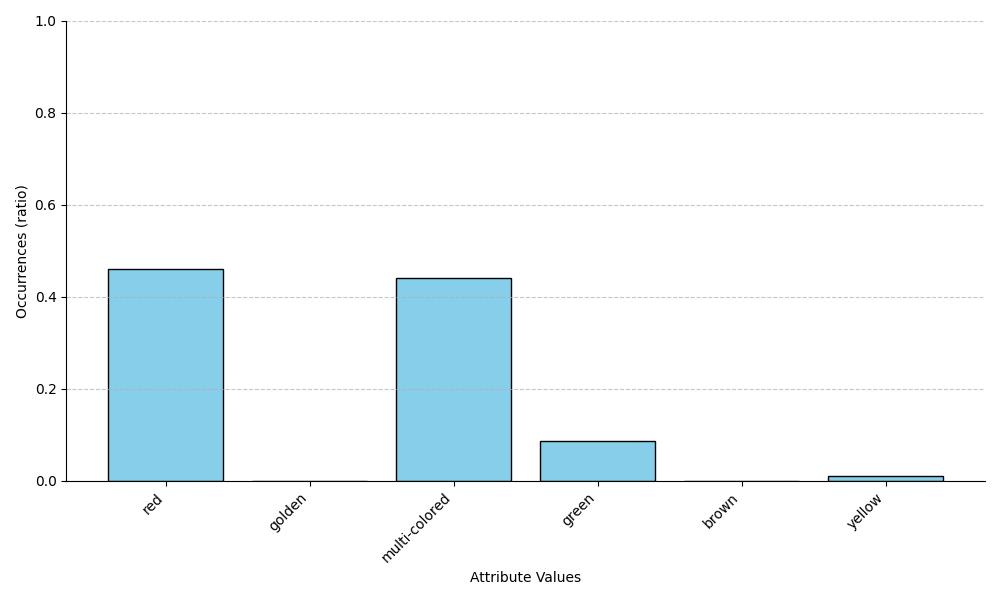 1.0
0.8
0.6
0.4
0.2
0.0
Occurrences (ratio)
red
golden
multi-colored
green
brown
yellow
Attribute Values